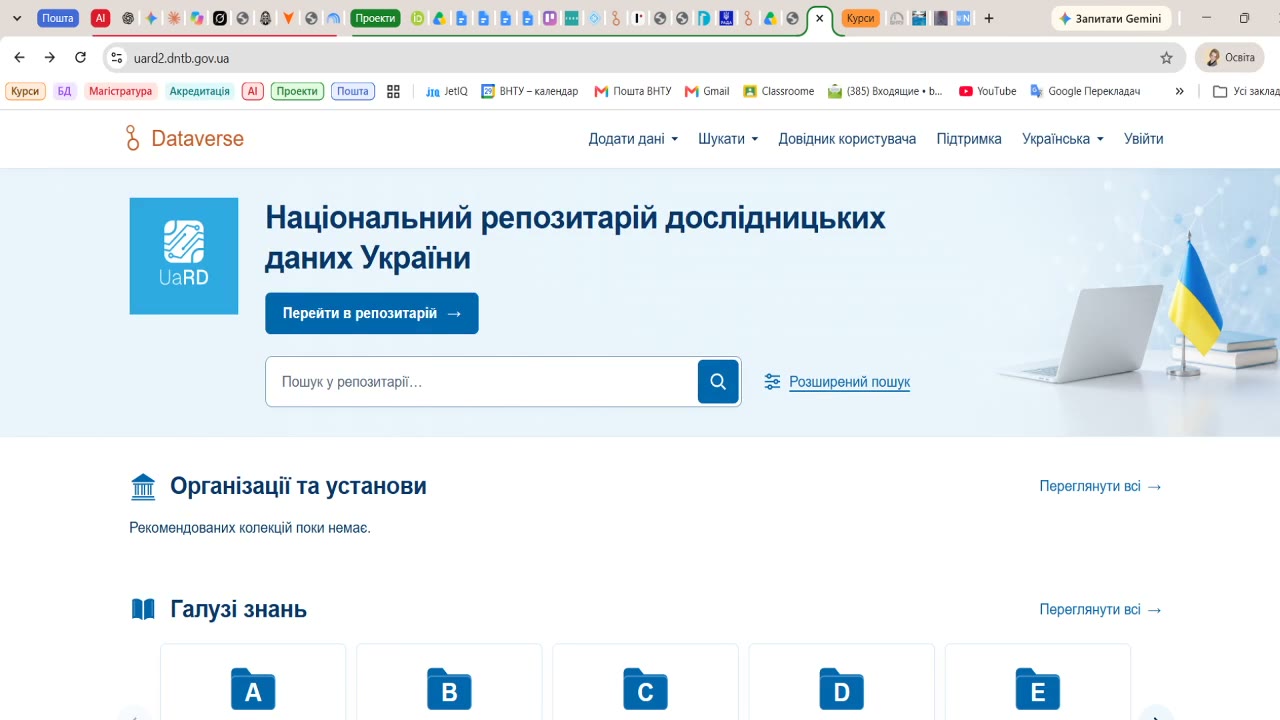 Пошта
AI
Проекти
Курси
Запитати Gemini
uard2.dntb.gov.ua
Освіта
Курси
БД
Магістратура
Акредитація
AI
Проекти
Пошта
JetIQ
ВНТУ – календар
Пошта ВНТУ
Gmail
Classroome
(385) Входящие • b...
YouTube
Google Перекладач
»
Усі заклад
Dataverse
Додати дані
Шукати
Довідник користувача
Підтримка
Українська
Увійти
UaRD
Національний репозитарій дослідницьких
даних України
Перейти в репозитарій →
Пошук у репозитарії...
Розширений пошук
Організації та установи
Переглянути всі →
Рекомендованих колекцій поки немає.
Галузі знань
Переглянути всі →
A
B
C
D
E